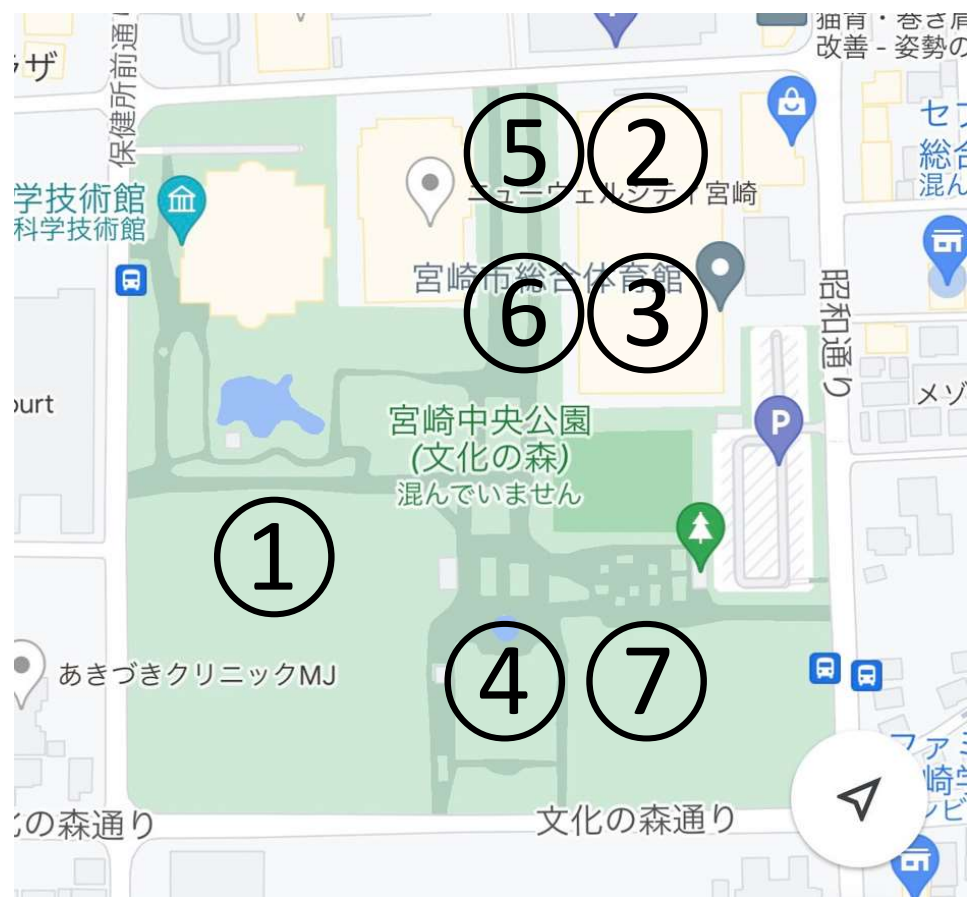 猫背・巻き肩
改善 - 姿勢の
ザ
保健所前通り
⑤
②
セブ
総合
混ん
学技術館
科学技術館
ニューウェルシティ宮崎
宮崎市総合体育館
⑥
③
昭和通り
ourt
メゾ
宮崎中央公園
(文化の森)
混んでいません
P
①
④
⑦
あきづきクリニックMJ
ファミ
崎学
ンビ
の森通り
文化の森通り